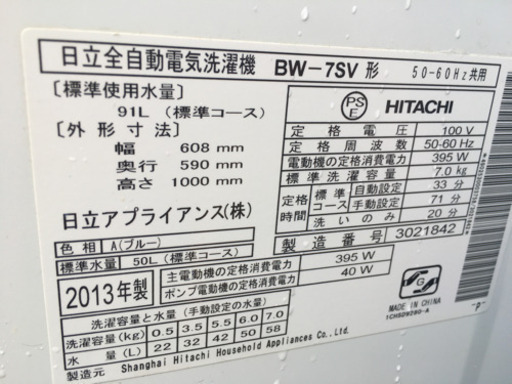 日立全自動電気洗濯機 BW-7SV 形 50-60Hz共用
[標準使用水量]
91L (標準コース)
[外形寸法]
幅 608 mm
奥行 590 mm
高さ 1000 mm
日立アプライアンス(株)
色相 A(ブルー)
標準水量 50L (標準コース)
2013年製
主電動機の定格消費電力 395 W
ポンプ電動機の定格消費電力 40 W
洗濯容量と水量 (手動設定の水量)
容量(kg) 0.5 3.5 5.5 6.0 7.0
水量(L) 22 32 42 50 58
Shanghai Hitachi Household Appliances Co., Ltd.
PS E HITACHI
定格電圧 100 V
定格周波数 50-60 Hz
電動機の定格消費電力 395 W
標準洗濯容量 7.0 kg
定格時間 標準コース 自動設定 33 分
手動設定 71 分
洗いのみ 20 分
製造番号 3021842
S G
MADE IN CHINA
1CHS09280-A
-P-